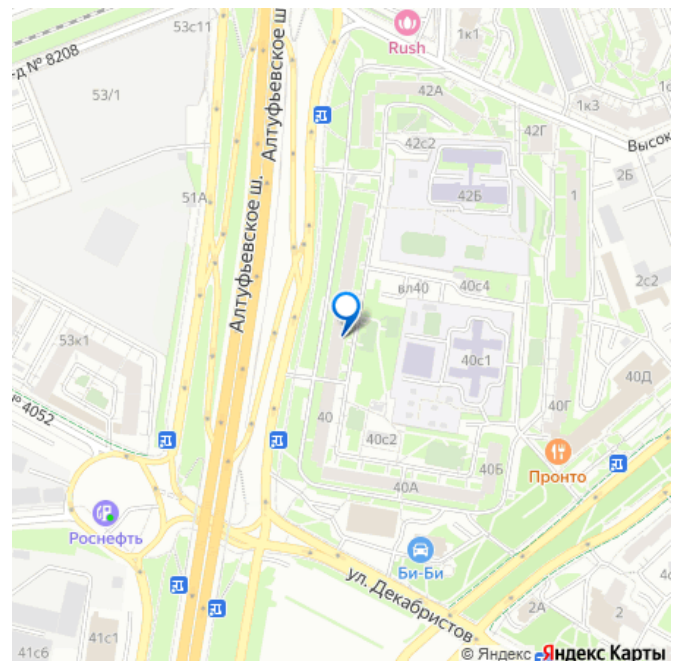 53с11
Rush
1к1
д № 8208
53/1
Алтуфьевское ш.
42А
1к3
42Г
Высок
42с2
2Б
51А
42Б
1
Алтуфьевское ш.
вл40
40с4
2с2
53к1
40с1
40Д
№ 4052
40
40Г
40с2
40Б
Пронто
40А
Роснефть
Би-Би
ул. Декабристов
2А
2
41с6
41с1
© Яндекс
Яндекс Карты